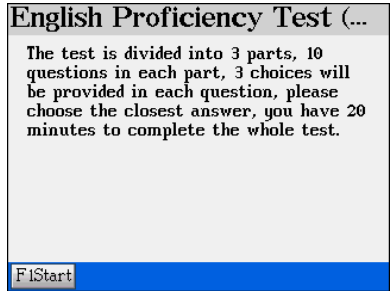 English Proficiency Test (...
The test is divided into 3 parts, 10
questions in each part, 3 choices will
be provided in each question, please
choose the closest answer, you have 20
minutes to complete the whole test.
F1Start